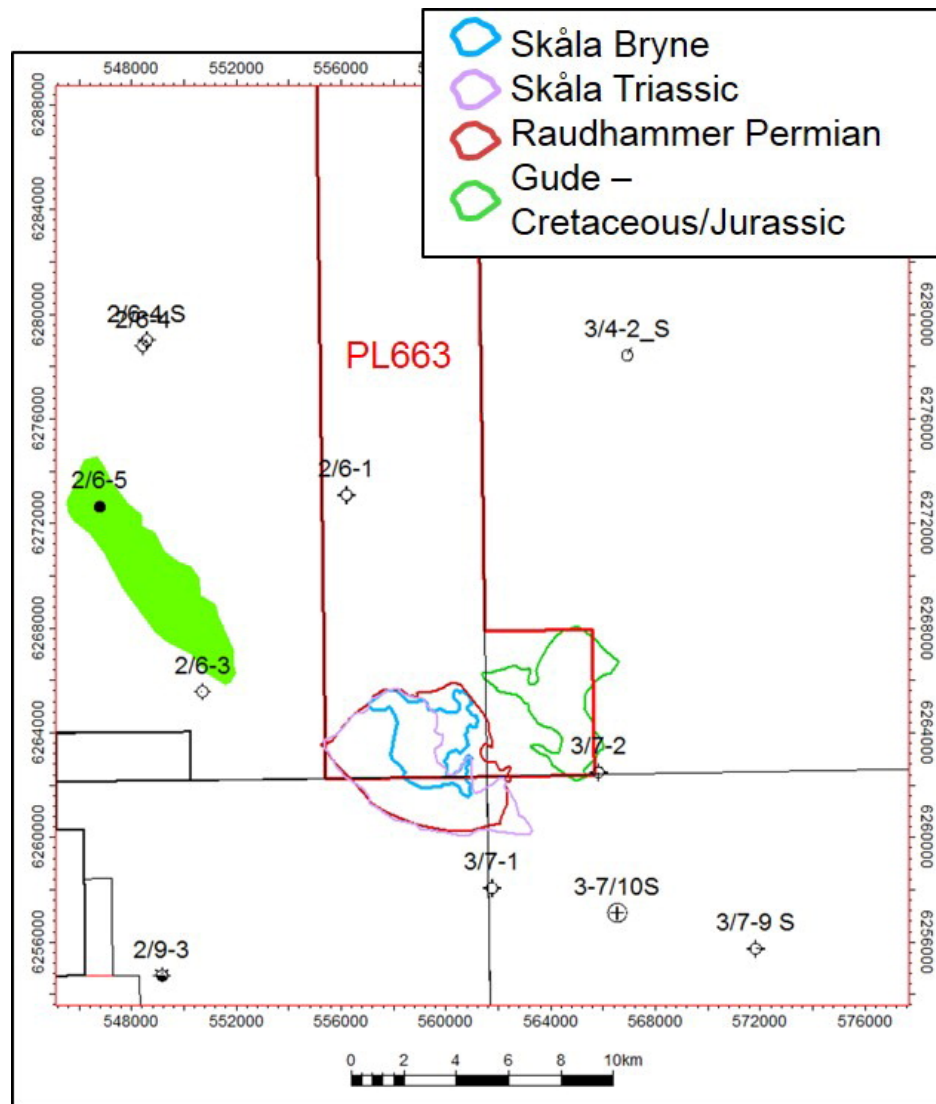 Skåla Bryne
Skåla Triassic
Raudhammer Permian
Gude –
Cretaceous/Jurassic
548000 552000 556000
6288000
6284000
6280000 6280000
6276000 6276000
6272000 6272000
6268000 6268000
6264000 6264000
6260000 6260000
6256000 6256000
2/6-4 S
2/6-4
3/4-2_S
PL663
2/6-1
2/6-5
2/6-3
3/7-2
3/7-1
3-7/10S
3/7-9 S
2/9-3
548000 552000 556000 560000 564000 568000 572000 576000
0 2 4 6 8 10km